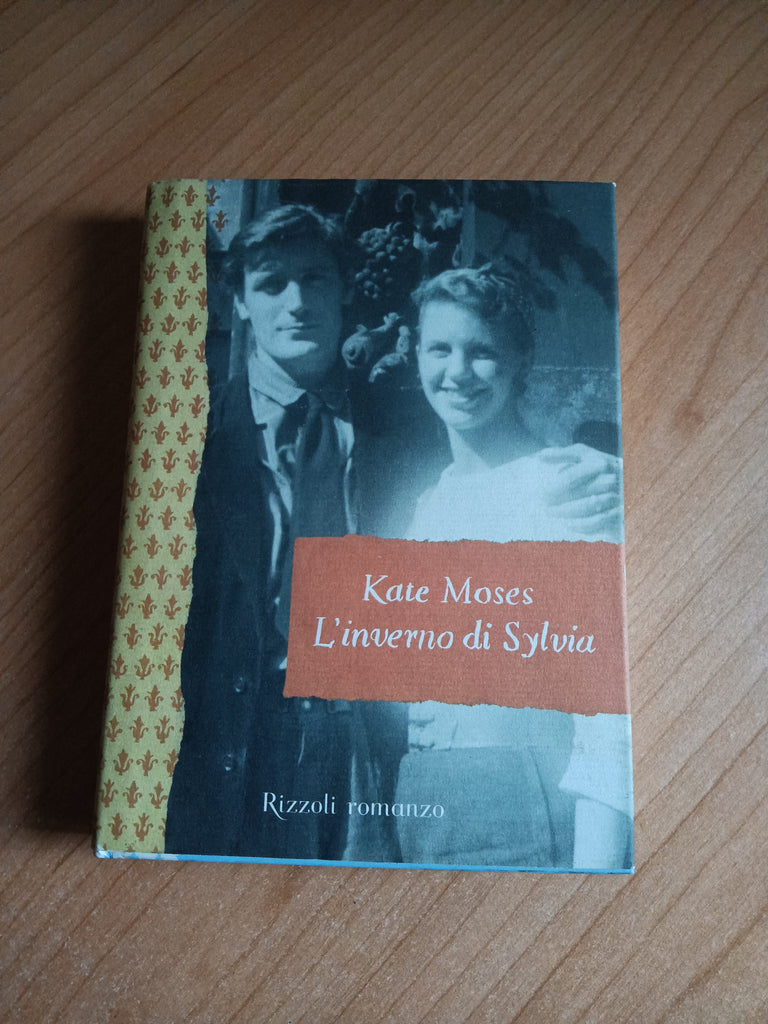 Kate Moses
L'inverno di Sylvia
Rizzoli romanzo